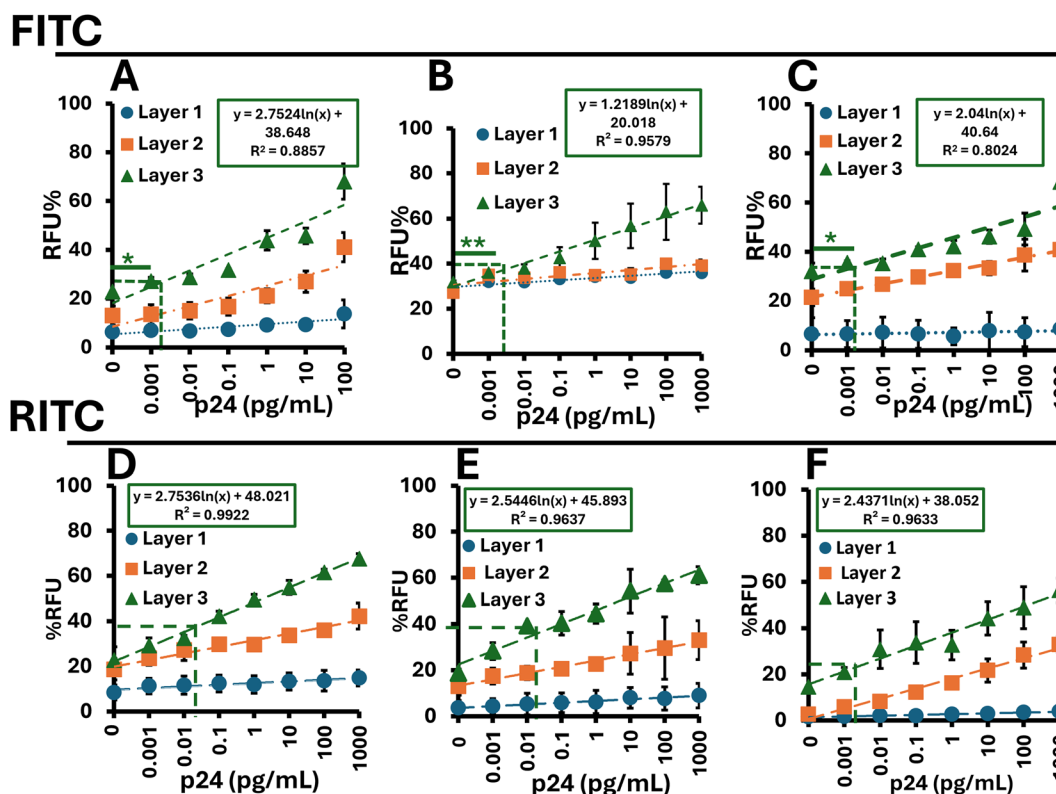 FITC
A
100
80
60
40
20
0
RFU%
Layer 1
Layer 2
Layer 3
y = 2.7524ln(x) +
38.648
R² = 0.8857
*
0
0.001
0.01
0.1
1
10
100
p24 (pg/mL)
B
100
80
60
40
20
0
RFU%
Layer 1
Layer 2
Layer 3
y = 1.2189ln(x) +
20.018
R² = 0.9579
**
0
0.001
0.01
0.1
1
10
100
1000
p24 (pg/mL)
C
100
80
60
40
20
0
RFU%
Layer 1
Layer 2
Layer 3
y = 2.04ln(x) +
40.64
R² = 0.8024
*
0
0.001
0.01
0.1
1
10
100
p24 (pg/mL)
RITC
D
100
80
60
40
20
0
%RFU
y = 2.7536ln(x) + 48.021
R² = 0.9922
Layer 1
Layer 2
Layer 3
0
0.001
0.01
0.1
1
10
100
1000
p24 (pg/mL)
E
100
80
60
40
20
0
%RFU
y = 2.5446ln(x) + 45.893
R² = 0.9637
Layer 1
Layer 2
Layer 3
0
0.001
0.01
0.1
1
10
100
1000
p24 (pg/mL)
F
100
80
60
40
20
0
%RFU
y = 2.4371ln(x) + 38.052
R² = 0.9633
Layer 1
Layer 2
Layer 3
0
0.001
0.01
0.1
1
10
100
p24 (pg/mL)